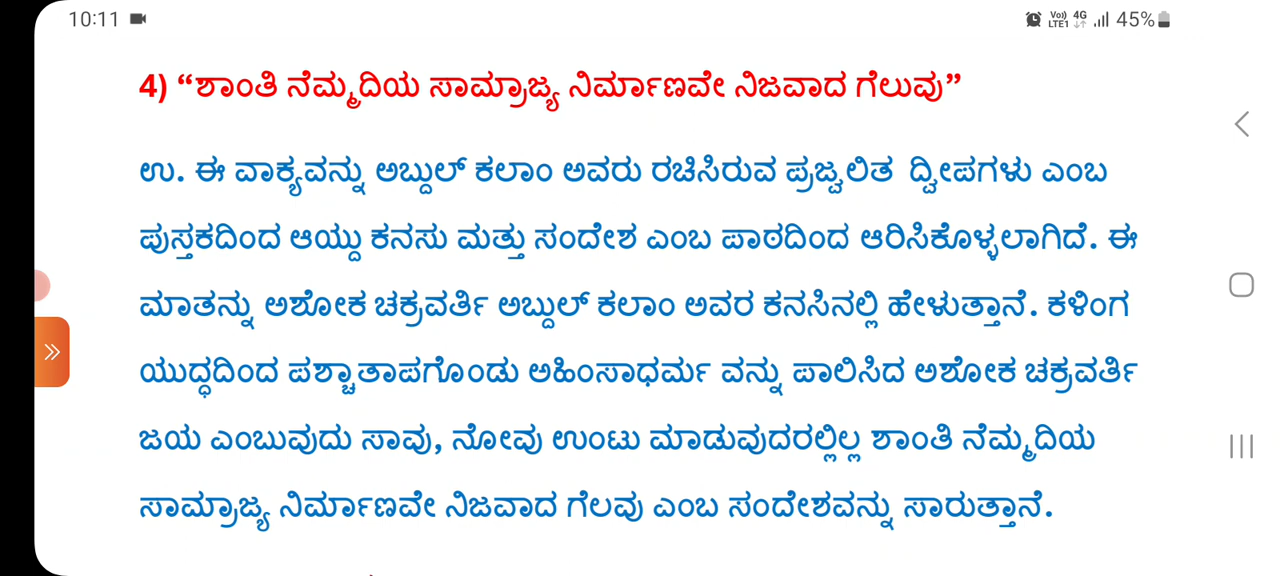 10:11
Vo) 4G LTE1 45%
4) “ಶಾಂತಿ ನೆಮ್ಮದಿಯ ಸಾಮ್ರಾಜ್ಯ ನಿರ್ಮಾಣವೇ ನಿಜವಾದ ಗೆಲುವು”
ಉ. ಈ ವಾಕ್ಯವನ್ನು ಅಬ್ದುಲ್ ಕಲಾಂ ಅವರು ರಚಿಸಿರುವ ಪ್ರಜ್ವಲಿತ ದ್ವೀಪಗಳು ಎಂಬ
ಪುಸ್ತಕದಿಂದ ಆಯ್ದು ಕನಸು ಮತ್ತು ಸಂದೇಶ ಎಂಬ ಪಾಠದಿಂದ ಆರಿಸಿಕೊಳ್ಳಲಾಗಿದೆ. ಈ
ಮಾತನ್ನು ಅಶೋಕ ಚಕ್ರವರ್ತಿ ಅಬ್ದುಲ್ ಕಲಾಂ ಅವರ ಕನಸಿನಲ್ಲಿ ಹೇಳುತ್ತಾನೆ. ಕಳಿಂಗ
ಯುದ್ಧದಿಂದ ಪಶ್ಚಾತಾಪಗೊಂಡು ಅಹಿಂಸಾಧರ್ಮ ವನ್ನು ಪಾಲಿಸಿದ ಅಶೋಕ ಚಕ್ರವರ್ತಿ
ಜಯ ಎಂಬುವುದು ಸಾವು, ನೋವು ಉಂಟು ಮಾಡುವುದರಲ್ಲಿಲ್ಲ ಶಾಂತಿ ನೆಮ್ಮದಿಯ
ಸಾಮ್ರಾಜ್ಯ ನಿರ್ಮಾಣವೇ ನಿಜವಾದ ಗೆಲವು ಎಂಬ ಸಂದೇಶವನ್ನು ಸಾರುತ್ತಾನೆ.